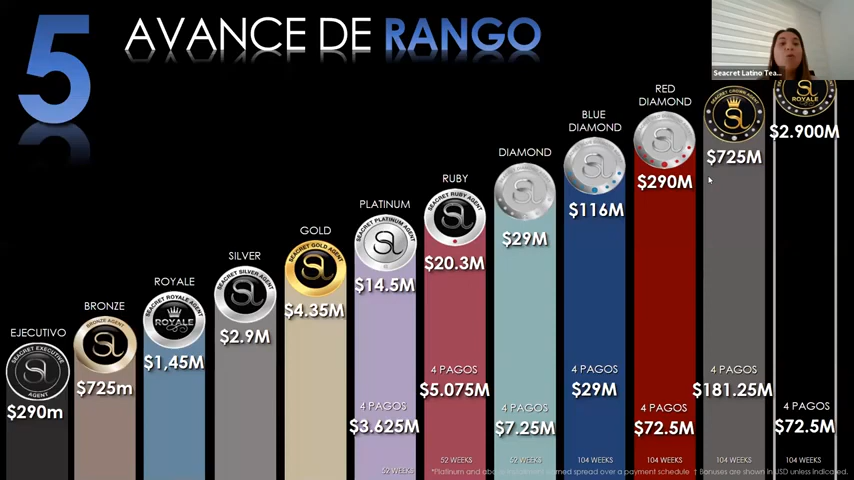 5
AVANCE DE RANGO
Seacret Latino Tea...
EJECUTIVO
SEACRET EXECUTIVE AGENT
$290m
BRONZE
BRONZE AGENT
$725m
ROYALE
SEACRET ROYALE AGENT
ROYALE
$1,45M
SILVER
SEACRET SILVER AGENT
$2.9M
GOLD
SEACRET GOLD AGENT
$4.35M
PLATINUM
SEACRET PLATINUM AGENT
$14.5M
4 PAGOS
$3.625M
52 WEEKS
RUBY
SEACRET RUBY AGENT
$20.3M
4 PAGOS
$5.075M
52 WEEKS
DIAMOND
$29M
4 PAGOS
$7.25M
52 WEEKS
BLUE
DIAMOND
$116M
4 PAGOS
$29M
104 WEEKS
RED
DIAMOND
$290M
4 PAGOS
$72.5M
104 WEEKS
SEACRET CROWN AGENT
$725M
4 PAGOS
$181.25M
104 WEEKS
ROYALE
$2.900M
4 PAGOS
$72.5M
104 WEEKS
*Platinum and above spread over a payment schedule † Bonuses are shown in USD unless indicated.